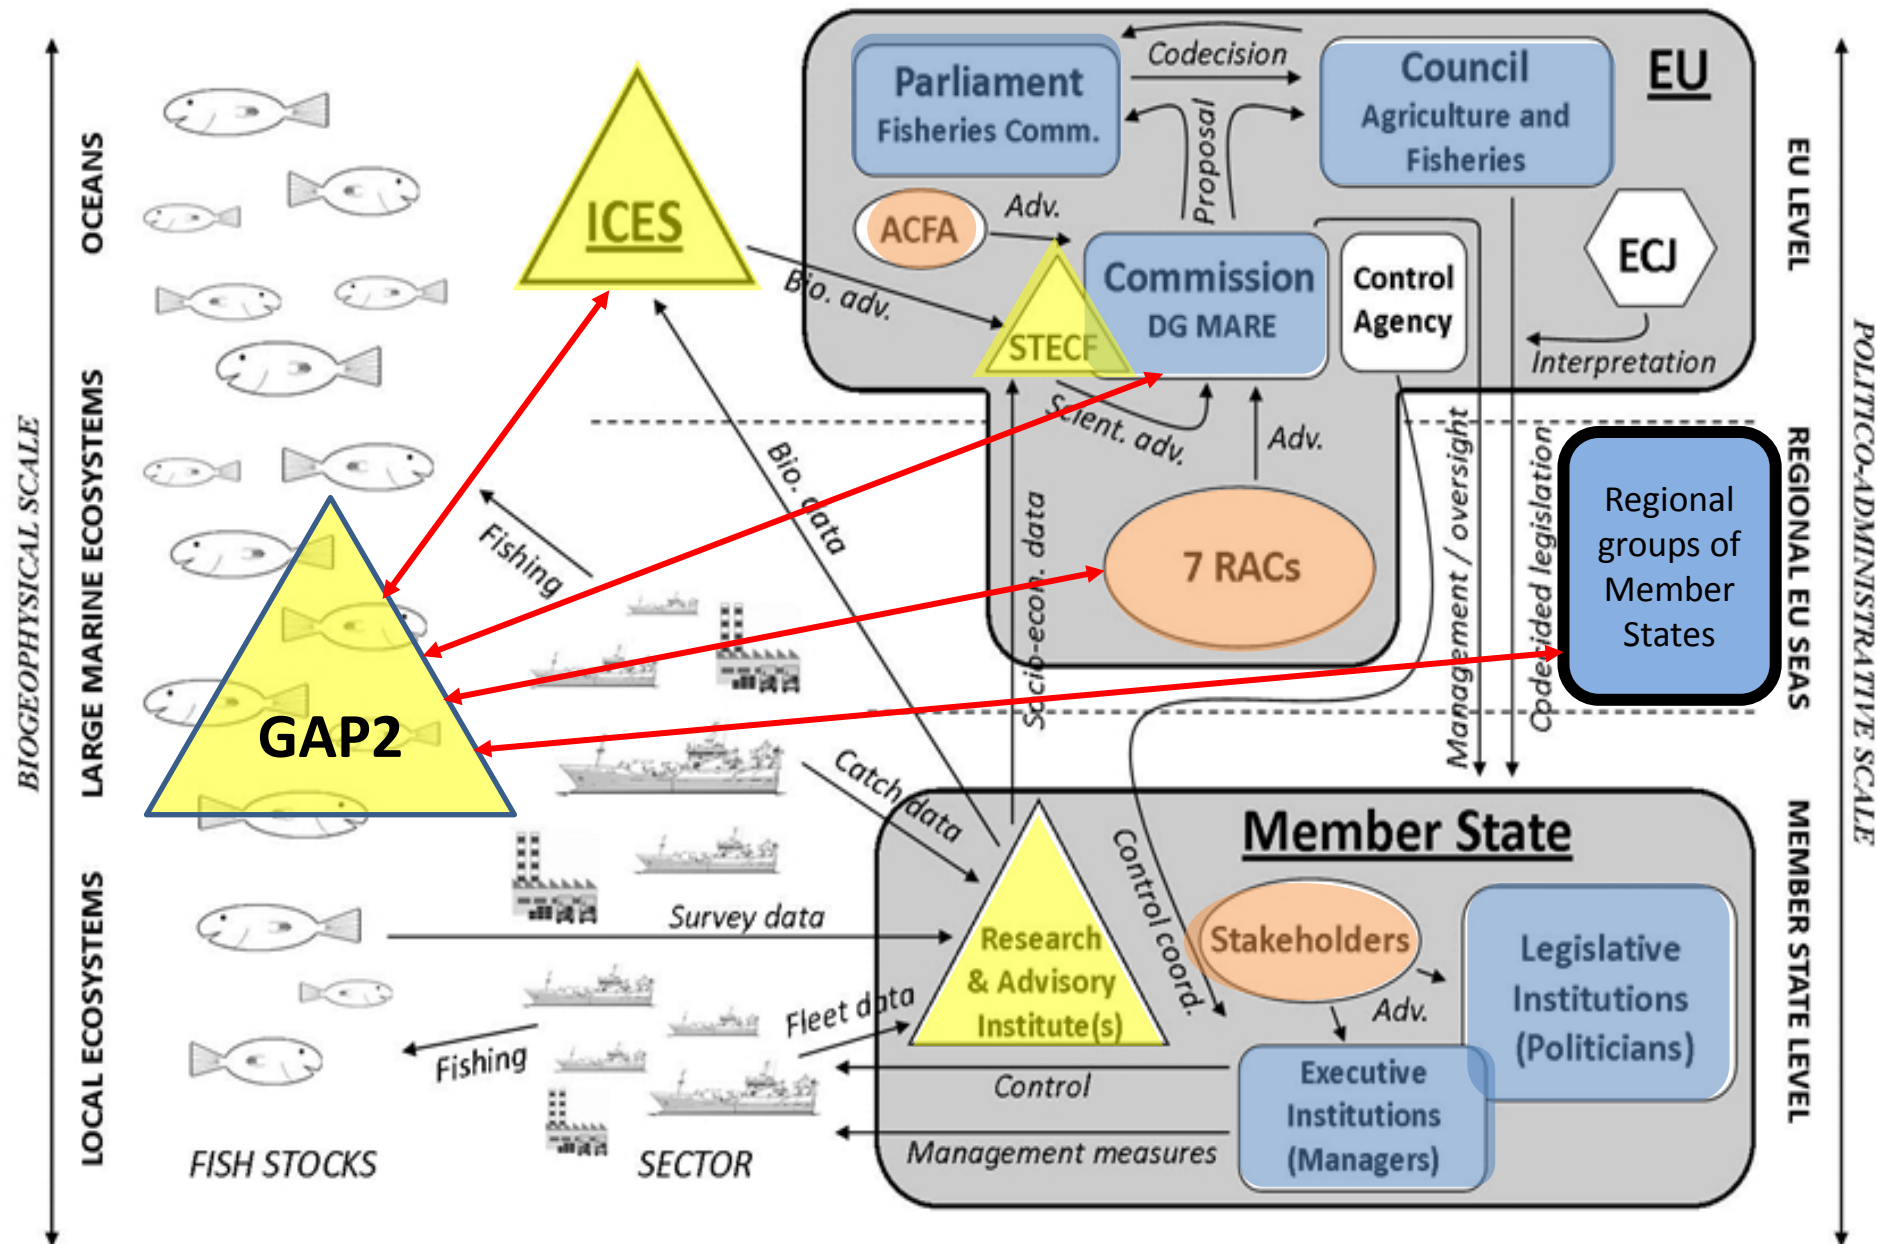 BIOGEOPHYSICAL SCALE
OCEANS
LARGE MARINE ECOSYSTEMS
LOCAL ECOSYSTEMS
ICES
GAP2
Fishing
Bio. data
Bio. adv.
Catch data
Survey data
Fleet data
Fishing
FISH STOCKS
SECTOR
EU
Parliament
Fisheries Comm.
Codecision
Council
Agriculture and
Fisheries
Proposal
ACFA
Adv.
STECF
Commission
DG MARE
Control
Agency
ECJ
Interpretation
Scient. adv.
Adv.
7 RACs
Socio-econ. data
Management / oversight
Codecided legislation
Regional
groups of
Member
States
Member State
Research
& Advisory
Institute(s)
Control coord.
Stakeholders
Adv.
Legislative
Institutions
(Politicians)
Executive
Institutions
(Managers)
Control
Management measures
EU LEVEL
REGIONAL EU SEAS
MEMBER STATE LEVEL
POLITICO-ADMINISTRATIVE SCALE